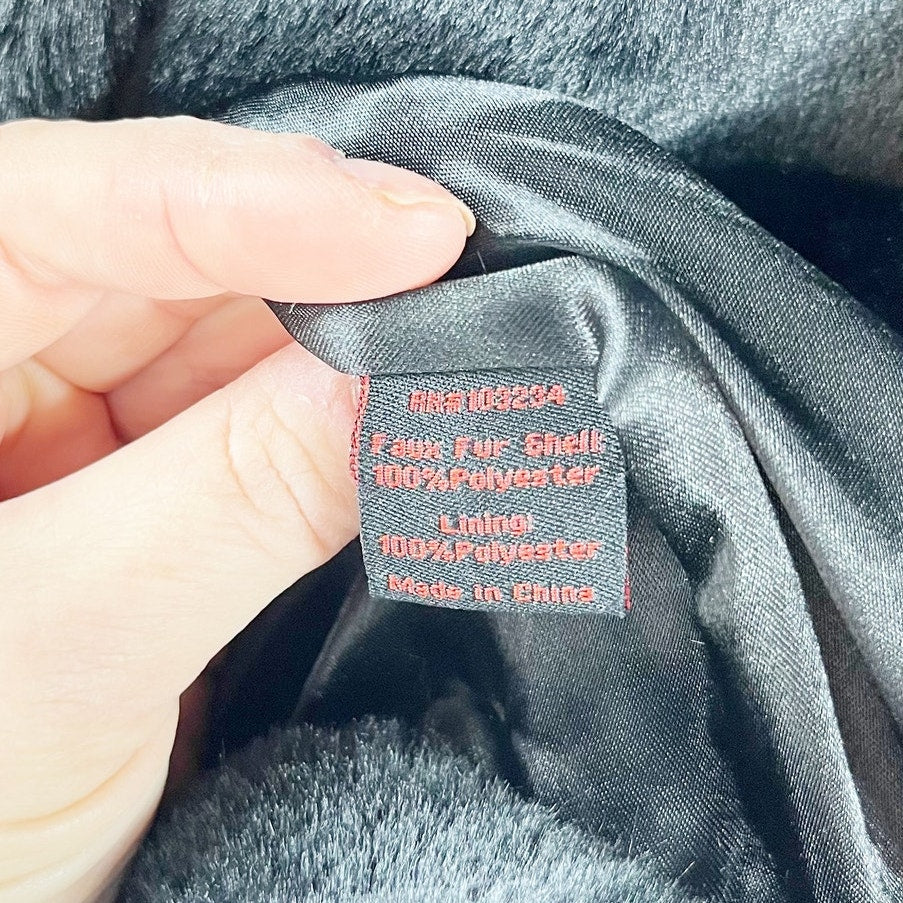 RN#103234
Faux Fur Shell
100%Polyester
Lining:
100%Polyester
Made in China